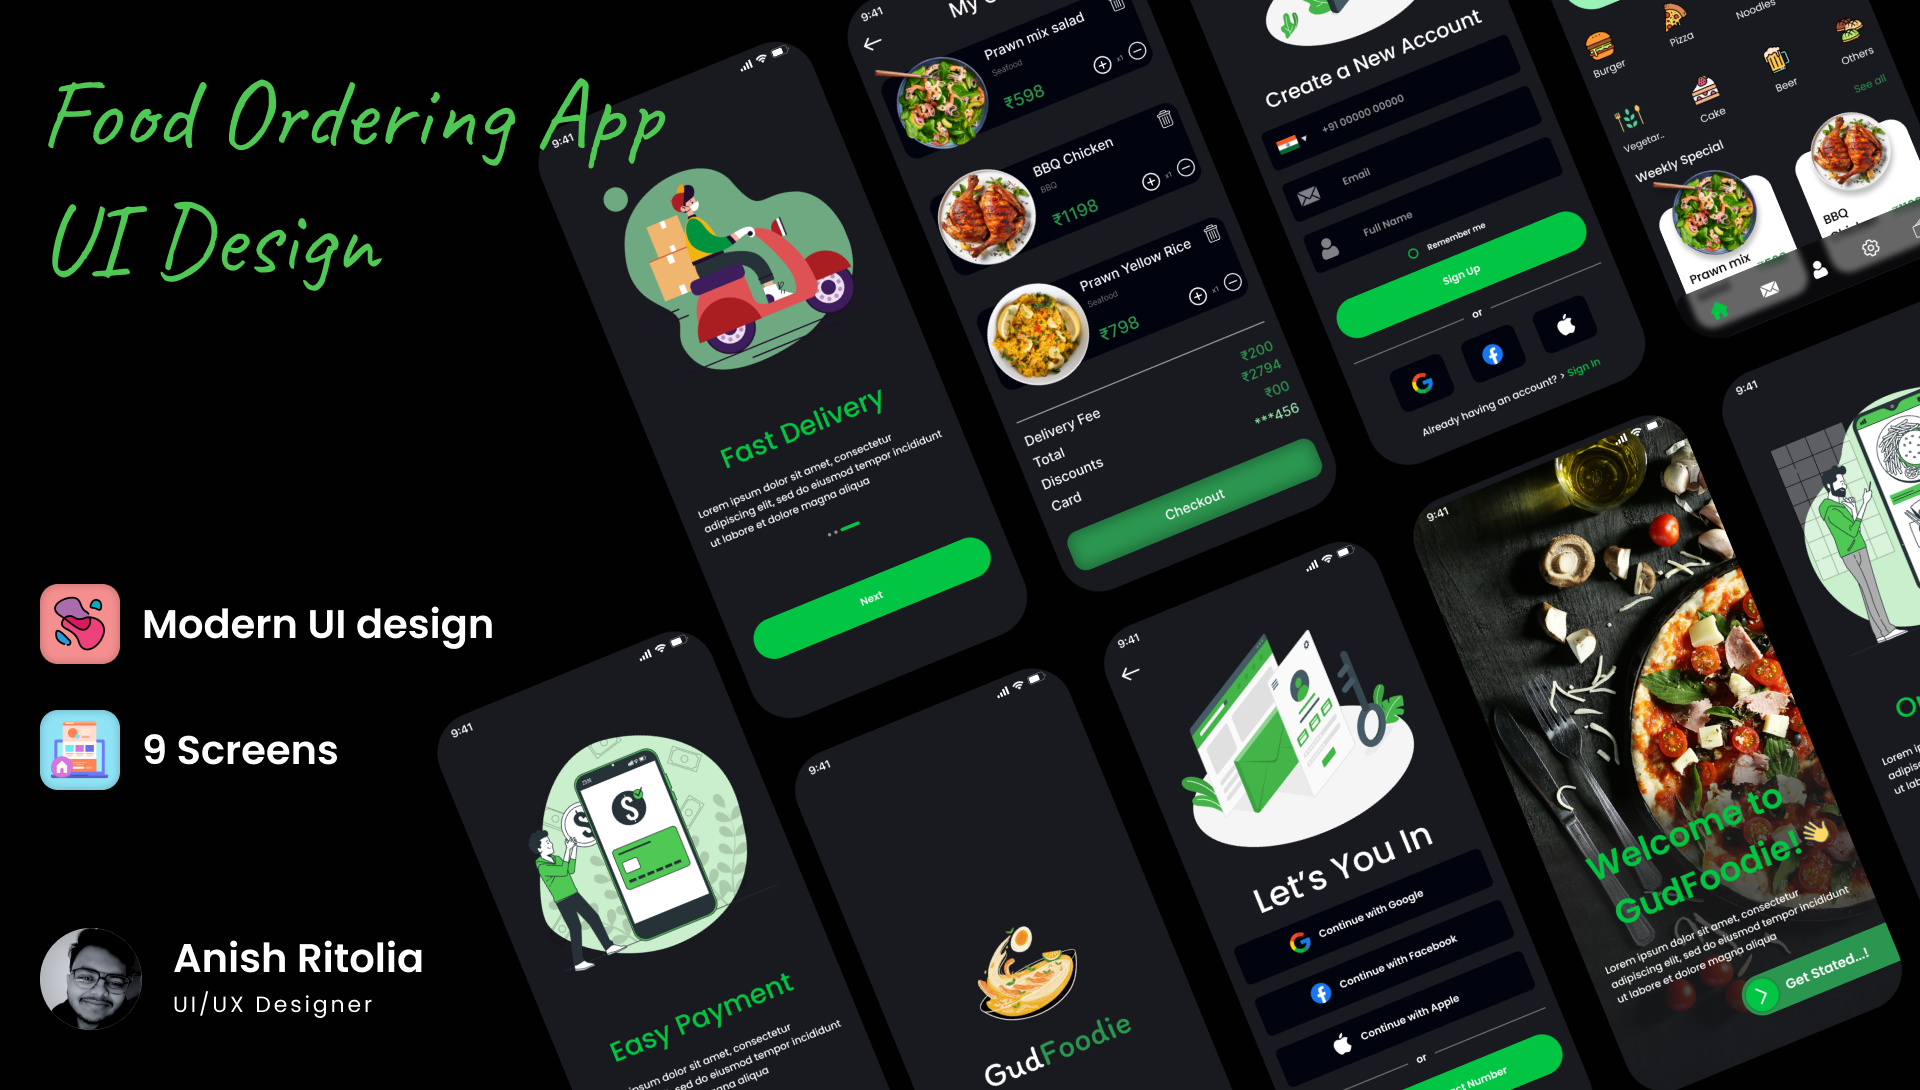 Food Ordering App
UI Design
Modern UI design
9 Screens
Anish Ritolia
UI/UX Designer
9:41
Fast Delivery
Lorem ipsum dolor sit amet, consectetur
adipiscing elit, sed do eiusmod tempor incididunt
ut labore et dolore magna aliqua
Next
9:41
My
Prawn mix salad
Seafood
₹598
x1
BBQ Chicken
BBQ
₹1198
x1
Prawn Yellow Rice
Seafood
₹798
x1
Delivery Fee ₹200
Total ₹2794
Discounts ₹00
Card ***456
Checkout
Create a New Account
+91 00000 00000
Email
Full Name
Remember me
Sign Up
or
Already having an account? > Sign In
Burger
Pizza
Noodles
Vegetar..
Cake
Beer
Others
See all
Weekly Special
Prawn mix
BBQ
9:41
Easy Payment
Lorem ipsum dolor sit amet, consectetur
sed do eiusmod tempor incididunt
et dolore magna aliqua
9:41
GudFoodie
9:41
Let's You In
Continue with Google
Continue with Facebook
Continue with Apple
or
Number
9:41
Welcome to
GudFoodie!👋
Lorem ipsum dolor sit amet, consectetur
adipiscing elit, sed do eiusmod tempor incididunt
ut labore et dolore magna aliqua
Get Stated...!
9:41
Lorem
ut